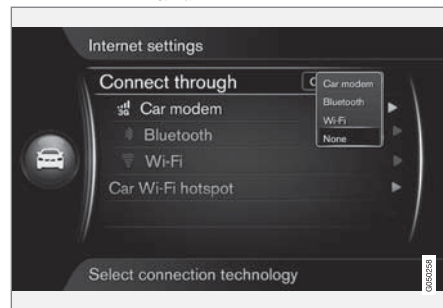 Internet settings
Connect through
Car modem
Bluetooth
Wi-Fi
None
3G Car modem
Bluetooth
Wi-Fi
Car Wi-Fi hotspot
Select connection technology
G050258